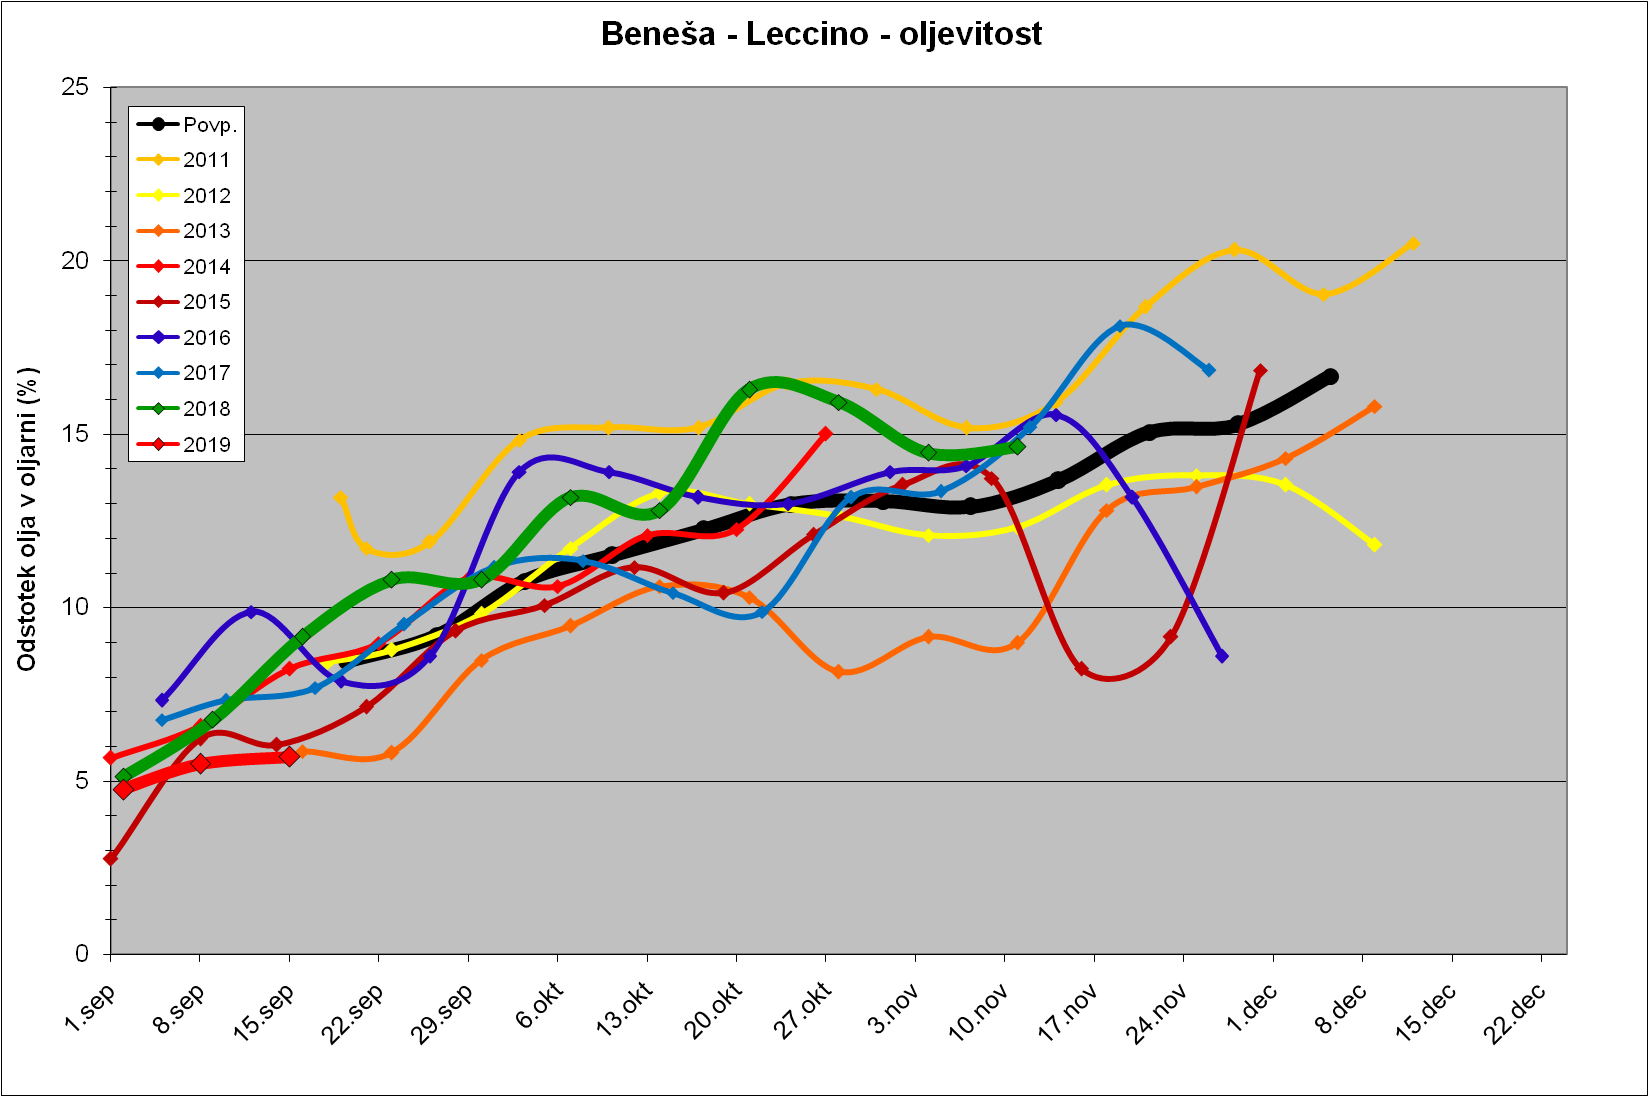 Beneša - Leccino - oljevitost
Odstotek olja v oljarni (%)
25
20
15
10
5
0
Povp.
2011
2012
2013
2014
2015
2016
2017
2018
2019
1.sep
8.sep
15.sep
22.sep
29.sep
6.okt
13.okt
20.okt
27.okt
3.nov
10.nov
17.nov
24.nov
1.dec
8.dec
15.dec
22.dec